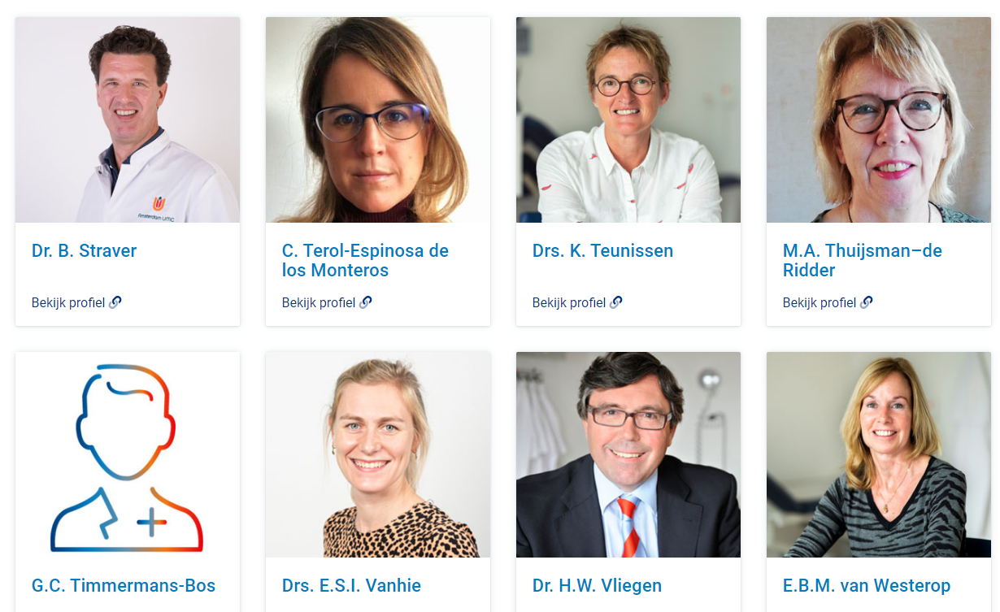 Amsterdam UMC
Dr. B. Straver
C. Terol-Espinosa de
los Monteros
Drs. K. Teunissen
M.A. Thuijsman–de
Ridder
Bekijk profiel
Bekijk profiel
Bekijk profiel
Bekijk profiel
G.C. Timmermans-Bos
Drs. E.S.I. Vanhie
Dr. H.W. Vliegen
E.B.M. van Westerop